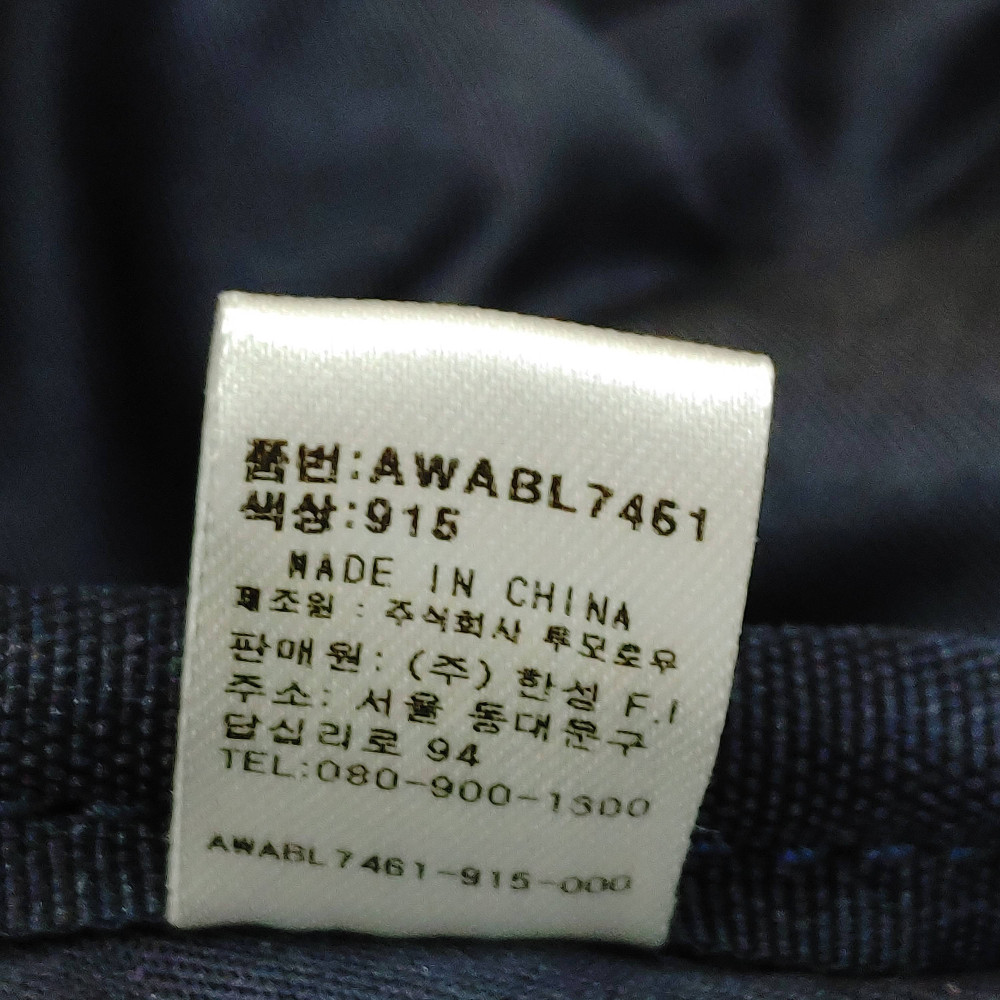 품번:AWABL7461
색상:915
MADE IN CHINA
제조원 : 주식회사 투모로우
판매원: (주) 한성 F.I
주소: 서울 동대문구
답십리로 94
TEL:080-900-1300
AWABL7461-915-000